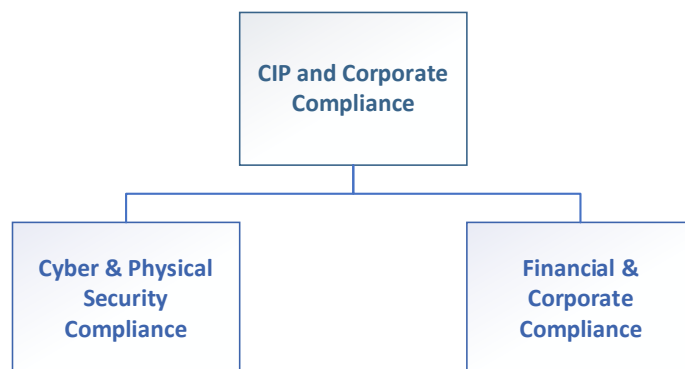 CIP and Corporate
Compliance
Cyber & Physical
Security
Compliance
Financial &
Corporate
Compliance